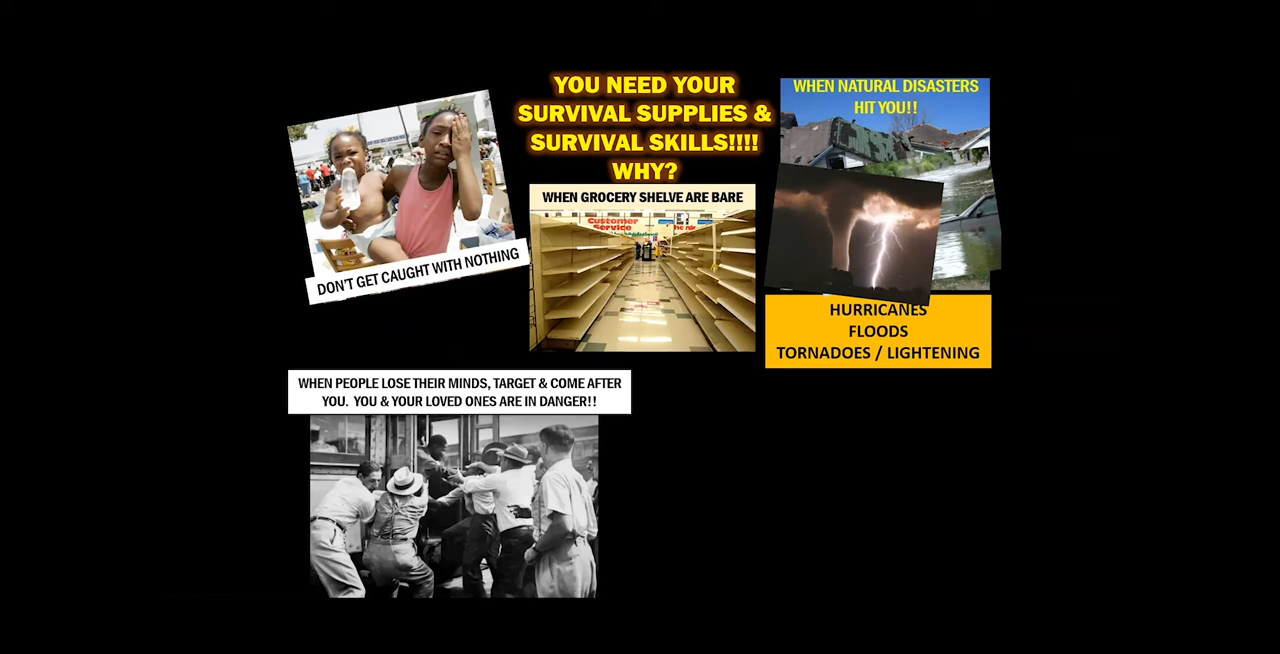 YOU NEED YOUR
SURVIVAL SUPPLIES &
SURVIVAL SKILLS!!!!
WHY?
DON'T GET CAUGHT WITH NOTHING
WHEN GROCERY SHELVE ARE BARE
Customer
Service
WHEN NATURAL DISASTERS
HIT YOU!!
HURRICANES
FLOODS
TORNADOES / LIGHTENING
WHEN PEOPLE LOSE THEIR MINDS, TARGET & COME AFTER
YOU. YOU & YOUR LOVED ONES ARE IN DANGER!!